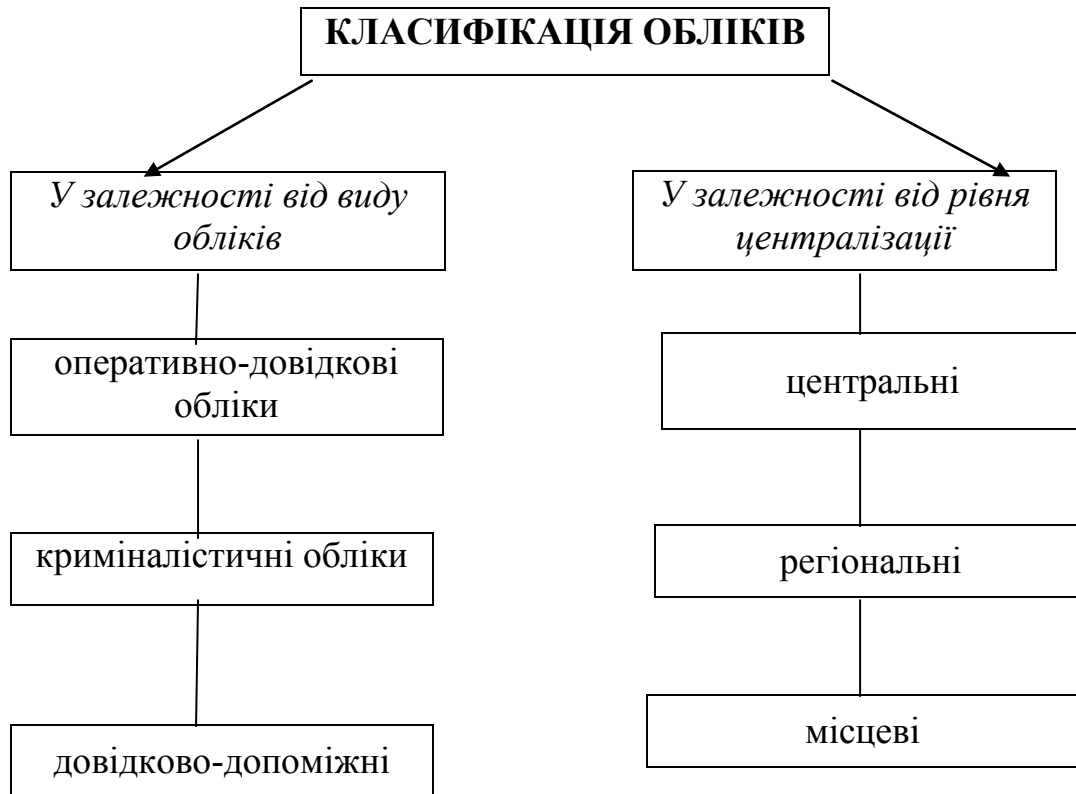 КЛАСИФІКАЦІЯ ОБЛІКІВ
У залежності від виду
обліків
оперативно-довідкові
обліки
криміналістичні обліки
довідково-допоміжні
У залежності від рівня
централізації
центральні
регіональні
місцеві